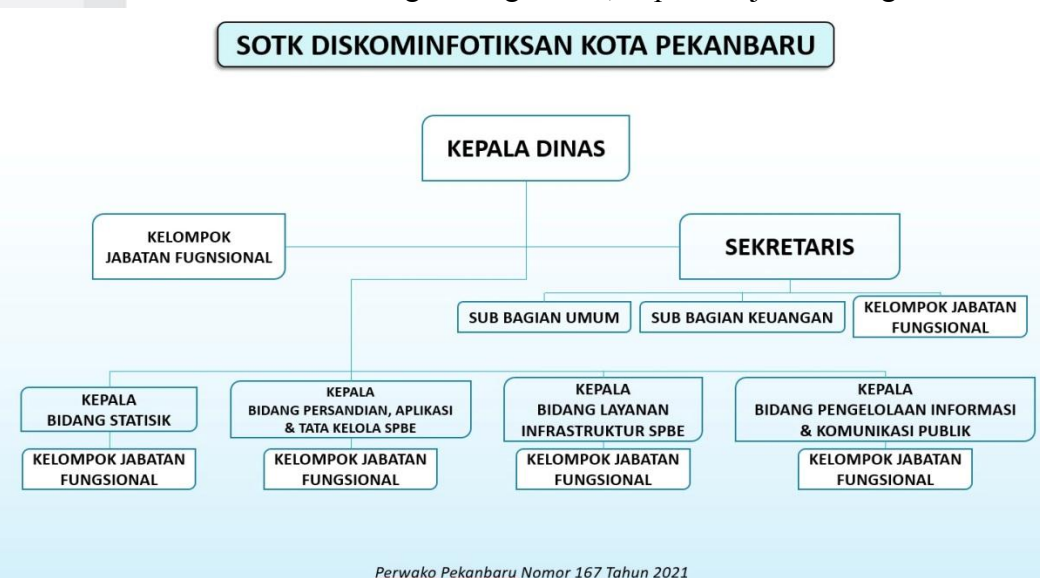 SOTK DISKOMINFOTIKSAN KOTA PEKANBARU
KEPALA DINAS
KELOMPOK
JABATAN FUGNSIONAL
SEKRETARIS
SUB BAGIAN UMUM
SUB BAGIAN KEUANGAN
KELOMPOK JABATAN
FUNGSIONAL
KEPALA
BIDANG STATISIK
KELOMPOK JABATAN
FUNGSIONAL
KEPALA
BIDANG PERSANDIAN, APLIKASI
& TATA KELOLA SPBE
KELOMPOK JABATAN
FUNGSIONAL
KEPALA
BIDANG LAYANAN
INFRASTRUKTUR SPBE
KELOMPOK JABATAN
FUNGSIONAL
KEPALA
BIDANG PENGELOLAAN INFORMASI
& KOMUNIKASI PUBLIK
KELOMPOK JABATAN
FUNGSIONAL
Perwako Pekanbaru Nomor 167 Tahun 2021